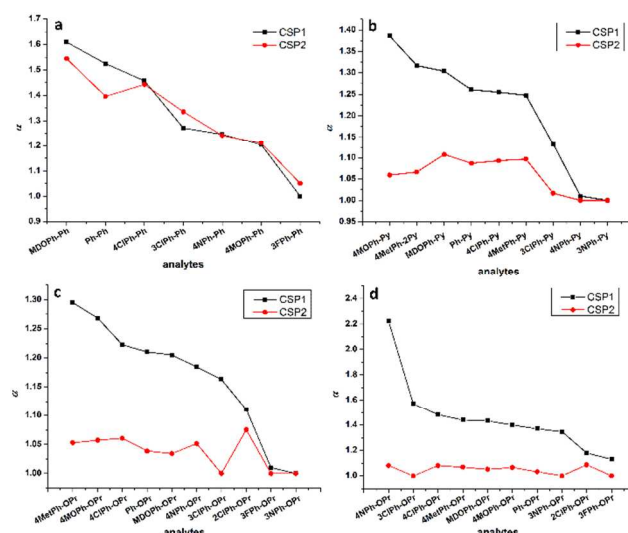 a
CSP1
CSP2
1.7
1.6
1.5
1.4
1.3
1.2
1.1
1.0
0.9
α
MDOPh-Ph
Ph-Ph
4ClPh-Ph
3ClPh-Ph
4NPh-Ph
4MOPh-Ph
3FPh-Ph
analytes
b
CSP1
CSP2
1.40
1.35
1.30
1.25
1.20
1.15
1.10
1.05
1.00
0.95
α
4MOPh-Py
4MetPh-2Py
MDOPh-Py
Ph-Py
4ClPh-Py
4MetPh-Py
3ClPh-Py
4NPh-Py
3NPh-Py
analytes
c
CSP1
CSP2
1.30
1.25
1.20
1.15
1.10
1.05
1.00
α
4MetPh-OPr
4MOPh-OPr
4ClPh-OPr
Ph-OPr
MDOPh-OPr
4NPh-OPr
3ClPh-OPr
2ClPh-OPr
3FPh-OPr
3NPh-OPr
analytes
d
CSP1
CSP2
2.4
2.2
2.0
1.8
1.6
1.4
1.2
1.0
α
4NPh-OPr
3ClPh-OPr
4ClPh-OPr
4MetPh-OPr
MDOPh-OPr
4MOPh-OPr
Ph-OPr
3NPh-OPr
2ClPh-OPr
3FPh-OPr
analytes